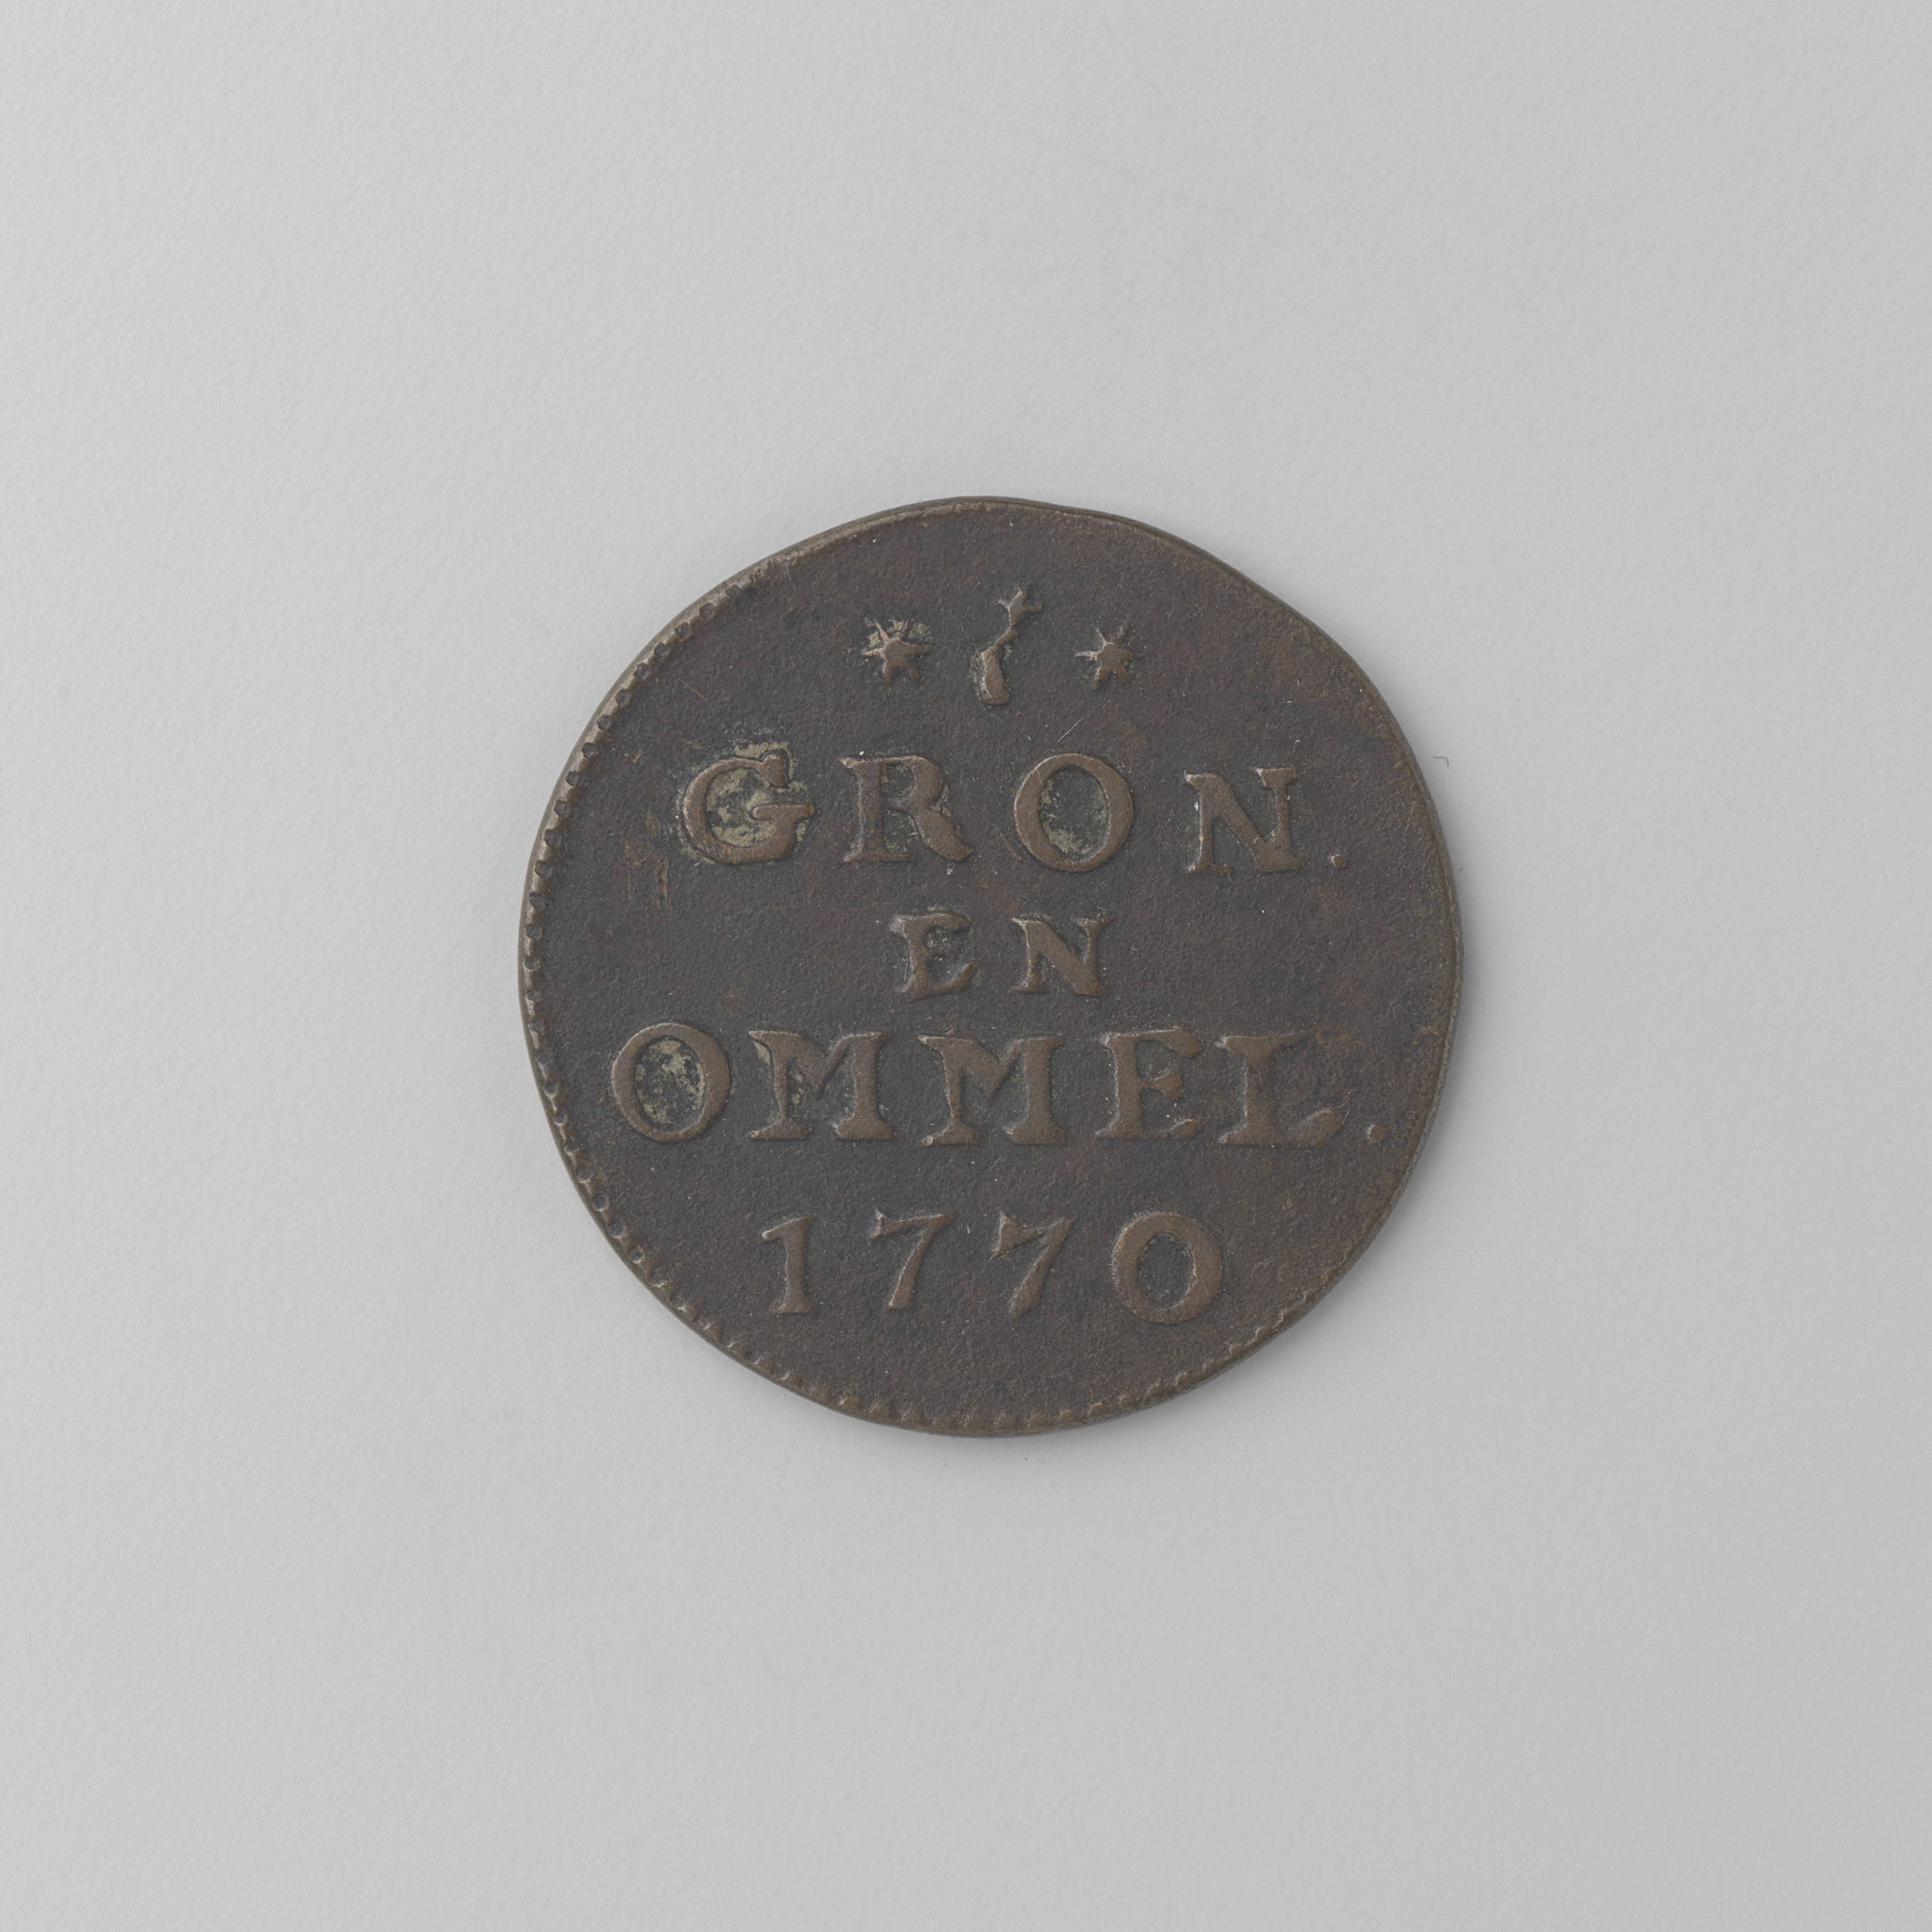 GRON.
EN
OMMEL.
1770